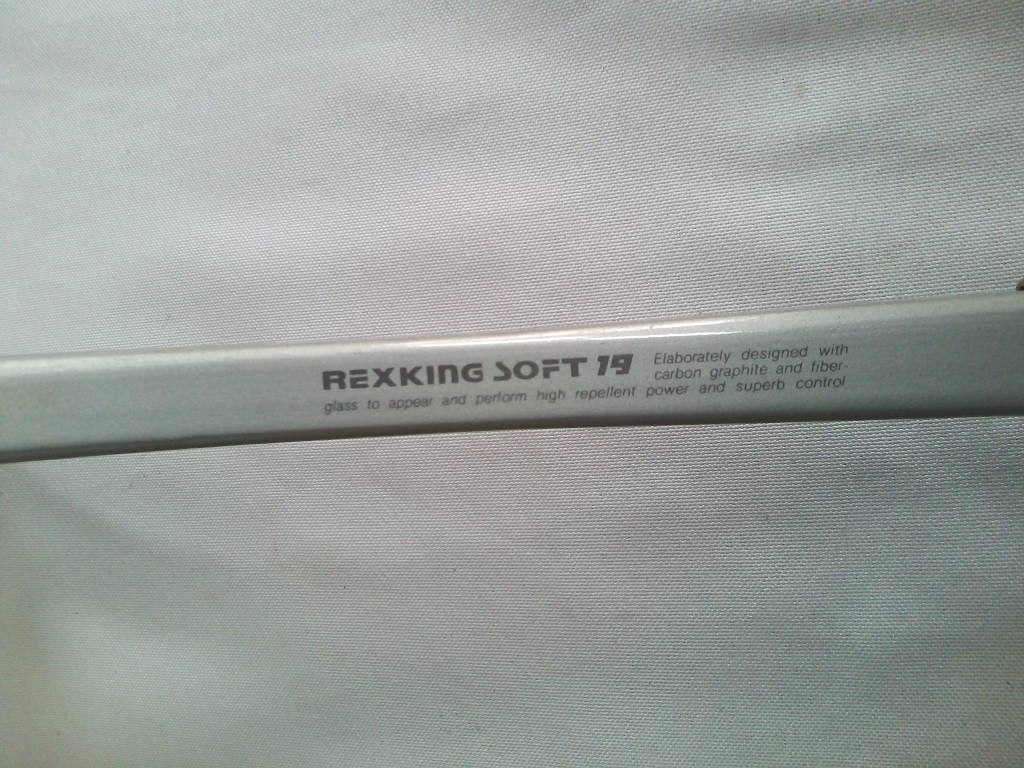 REXKING SOFT 19 Elaborately designed with
carbon graphite and fiber-
glass to appear and perform high repellent power and superb control